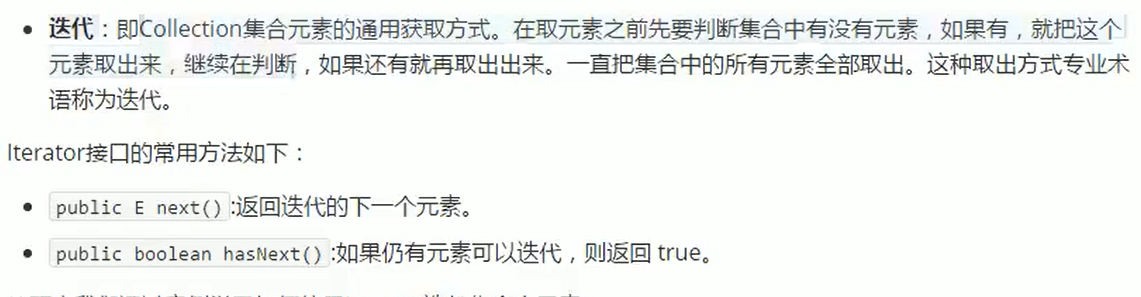 迭代：即Collection集合元素的通用获取方式。在取元素之前先要判断集合中有没有元素，如果有，就把这个
元素取出来，继续在判断，如果还有就再取出出来。一直把集合中的所有元素全部取出。这种取出方式专业术
语称为迭代。
Iterator接口的常用方法如下：
public E next():返回迭代的下一个元素。
public boolean hasNext():如果仍有元素可以迭代，则返回 true。